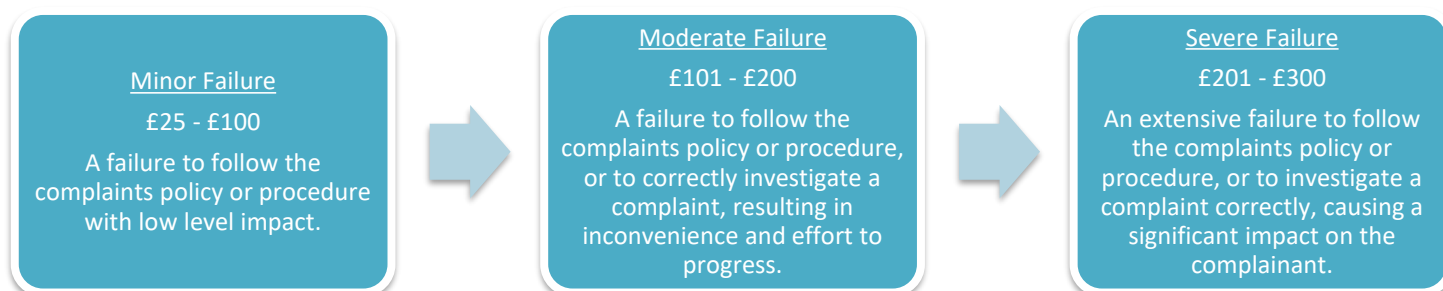 Minor Failure
£25 - £100
A failure to follow the
complaints policy or procedure
with low level impact.
Moderate Failure
£101 - £200
A failure to follow the
complaints policy or procedure,
or to correctly investigate a
complaint, resulting in
inconvenience and effort to
progress.
Severe Failure
£201 - £300
An extensive failure to follow
the complaints policy or
procedure, or to investigate a
complaint correctly, causing a
significant impact on the
complainant.